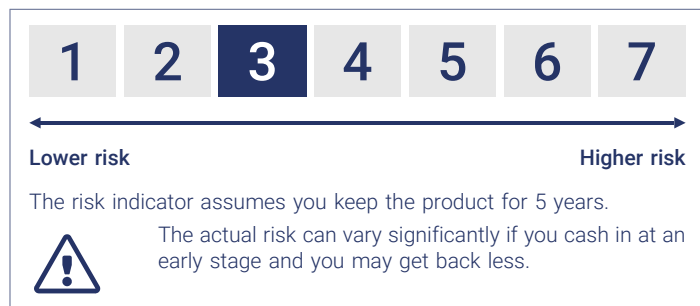 1 2 3 4 5 6 7
Lower risk Higher risk
The risk indicator assumes you keep the product for 5 years.
The actual risk can vary significantly if you cash in at an
early stage and you may get back less.